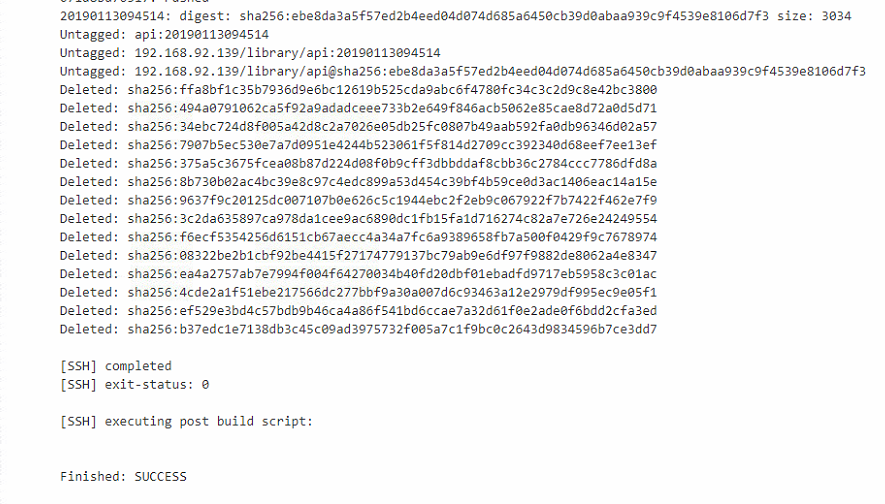 20190113094514: digest: sha256:ebe8da3a5f57ed2b4eed04d074d685a6450cb39d0abaa939c9f4539e8106d7f3 size: 3034
Untagged: api:20190113094514
Untagged: 192.168.92.139/library/api:20190113094514
Untagged: 192.168.92.139/library/api@sha256:ebe8da3a5f57ed2b4eed04d074d685a6450cb39d0abaa939c9f4539e8106d7f3
Deleted: sha256:ffa8bf1c35b7936d9e6bc12619b525cda9abc6f4780fc34c3c2d9c8e42bc3800
Deleted: sha256:494a0791062ca5f92a9adadceee733b2e649f846acb5062e85cae8d72a0d5d71
Deleted: sha256:34ebc724d8f005a42d8c2a7026e05db25fc0807b49aab592fa0db96346d02a57
Deleted: sha256:7907b5ec530e7a7d0951e4244b523061f5f814d2709cc392340d68eef7ee13ef
Deleted: sha256:375a5c3675fcea08b87d224d08f0b9cff3dbbddaf8cbb36c2784ccc7786dfd8a
Deleted: sha256:8b730b02ac4bc39e8c97c4edc899a53d454c39bf4b59ce0d3ac1406eac14a15e
Deleted: sha256:9637f9c20125dc007107b0e626c5c1944ebc2f2eb9c067922f7b7422f462e7f9
Deleted: sha256:3c2da635897ca978da1cee9ac6890dc1fb15fa1d716274c82a7e726e24249554
Deleted: sha256:f6ecf5354256d6151cb67aecc4a34a7fc6a9389658fb7a500f0429f9c7678974
Deleted: sha256:08322be2b1cbf92be4415f27174779137bc79ab9e6df97f9882de8062a4e8347
Deleted: sha256:ea4a2757ab7e7994f004f64270034b40fd20dbf01ebadfd9717eb5958c3c01ac
Deleted: sha256:4cde2a1f51ebe217566dc277bbf9a30a007d6c93463a12e2979df995ec9e05f1
Deleted: sha256:ef529e3bd4c57bdb9b46ca4a86f541bd6ccae7a32d61f0e2ade0f6bdd2cfa3ed
Deleted: sha256:b37edc1e7138db3c45c09ad3975732f005a7c1f9bc0c2643d9834596b7ce3dd7
[SSH] completed
[SSH] exit-status: 0
[SSH] executing post build script:
Finished: SUCCESS